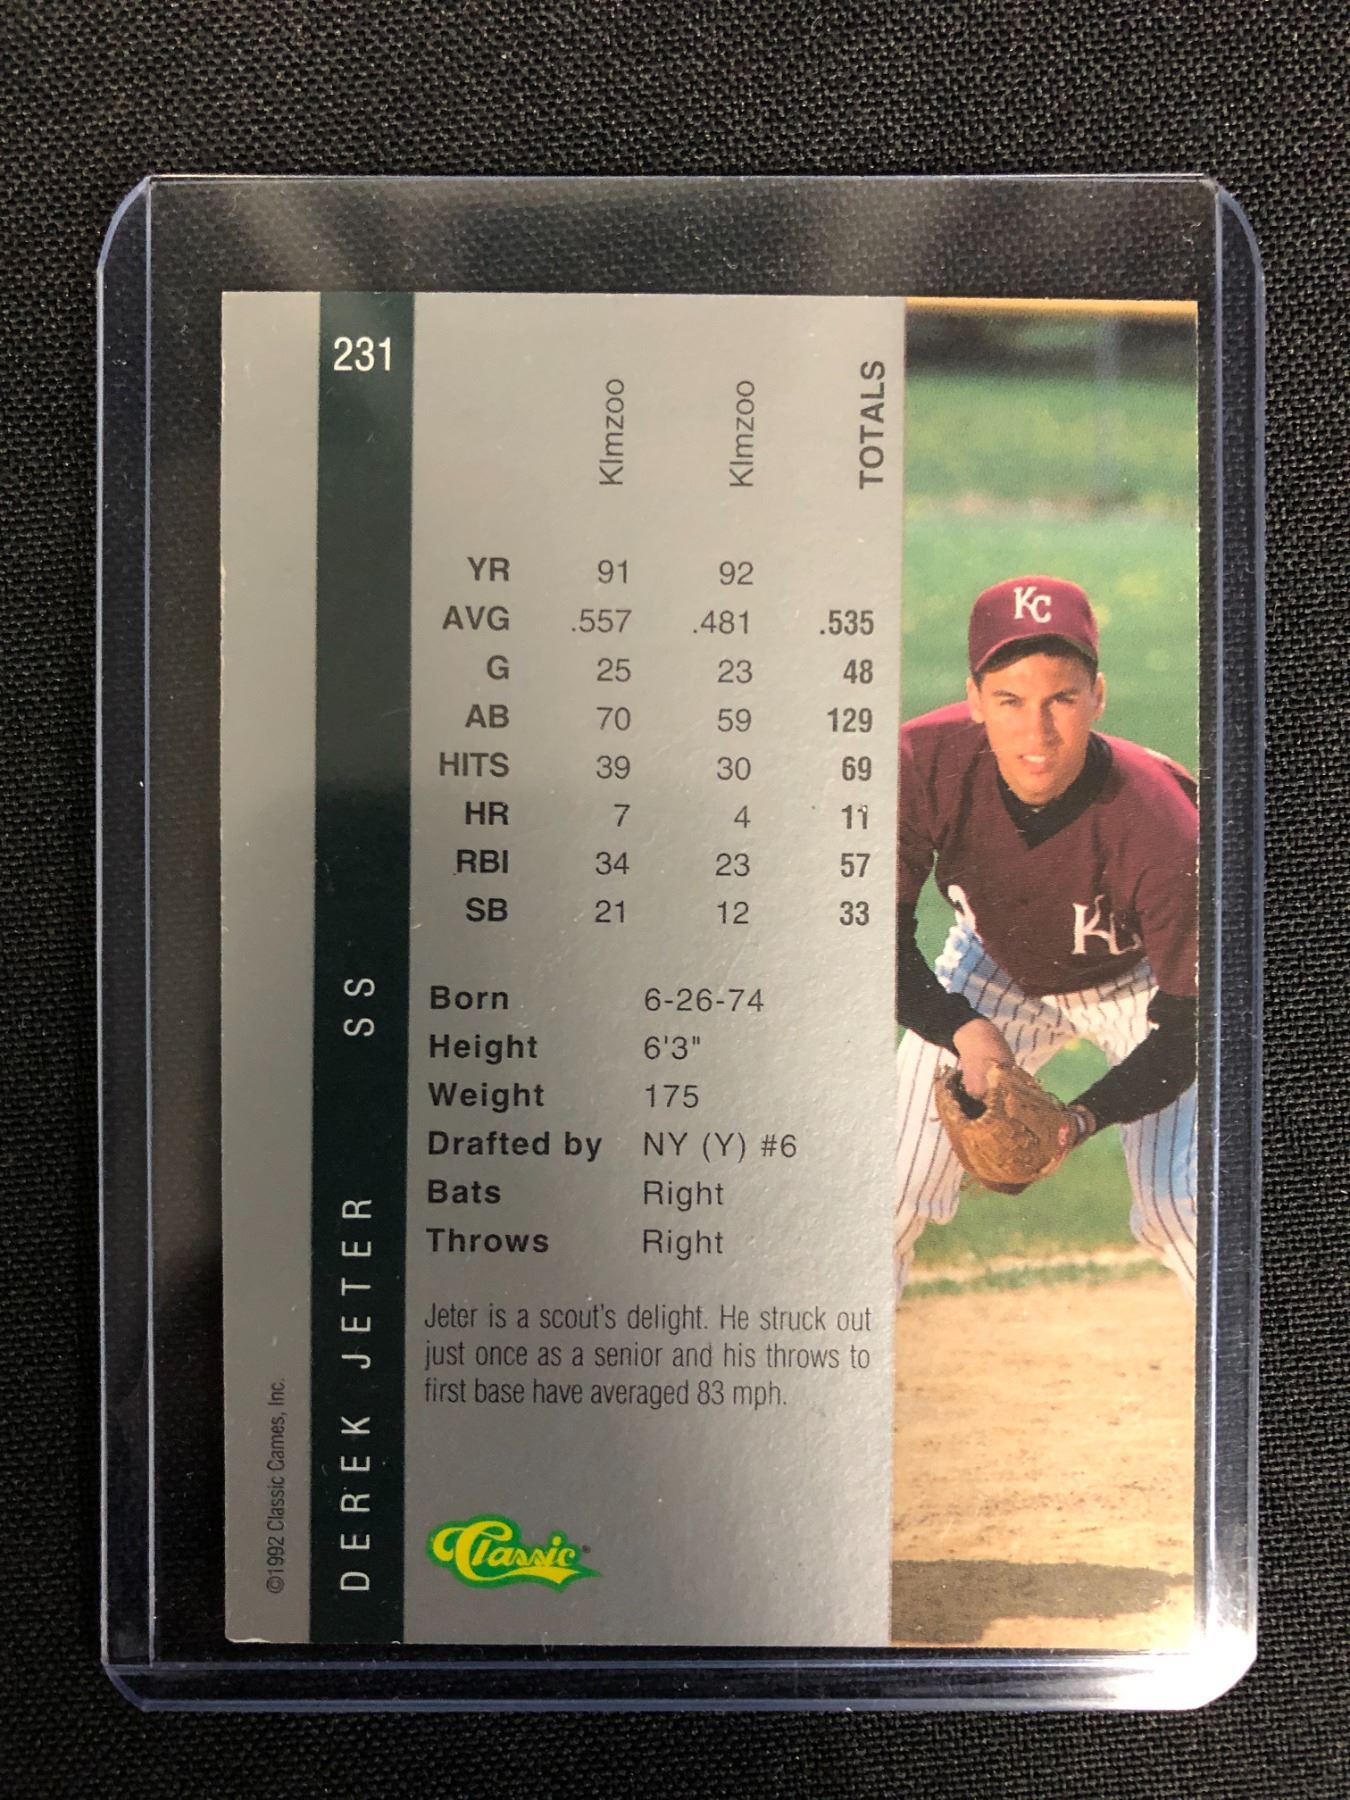 231
Klmzoo Klmzoo TOTALS
YR 91 92
AVG .557 .481 .535
G 25 23 48
AB 70 59 129
HITS 39 30 69
HR 7 4 11
RBI 34 23 57
SB 21 12 33
Born 6-26-74
Height 6'3"
Weight 175
Drafted by NY (Y) #6
Bats Right
Throws Right
Jeter is a scout's delight. He struck out
just once as a senior and his throws to
first base have averaged 83 mph.
Classic®
DEREK JETER SS
©1992 Classic Games, Inc.
KC
KC